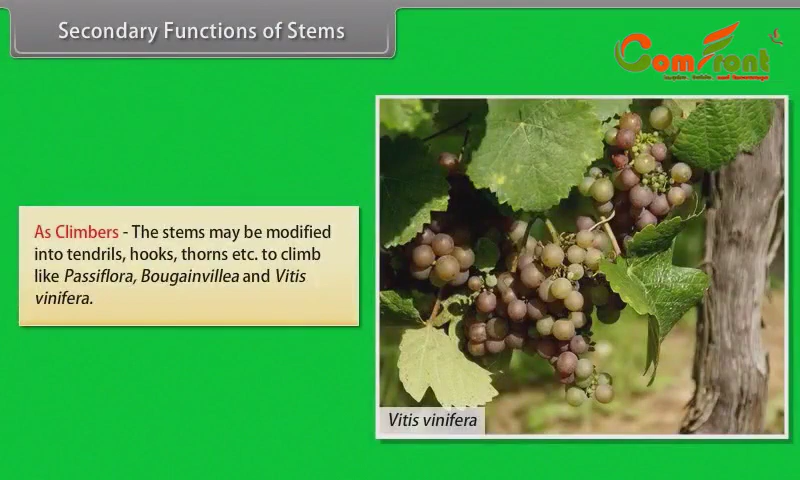 Secondary Functions of Stems
ComFront
As Climbers - The stems may be modified
into tendrils, hooks, thorns etc. to climb
like Passiflora, Bougainvillea and Vitis
vinifera.
Vitis vinifera